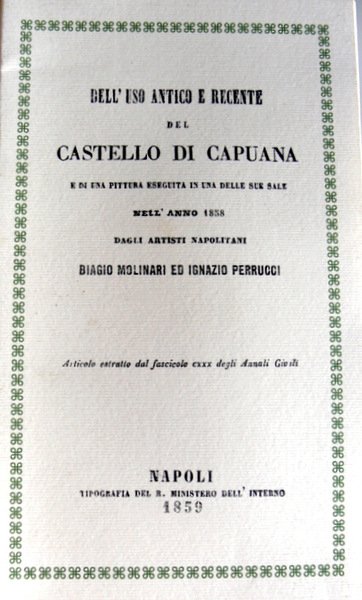 DELL' USO ANTICO E RECENTE
DEL
CASTELLO DI CAPUANA
E DI UNA PITTURA ESEGUITA IN UNA DELLE SUE SALE
NELL' ANNO 1858
DAGLI ARTISTI NAPOLITANI
BIAGIO MOLINARI ED IGNAZIO PERRUCCI
Articolo estratto dal fascicolo cxxx degli Annali Civili
NAPOLI
TIPOGRAFIA DEL R. MINISTERO DELL' INTERNO
1859